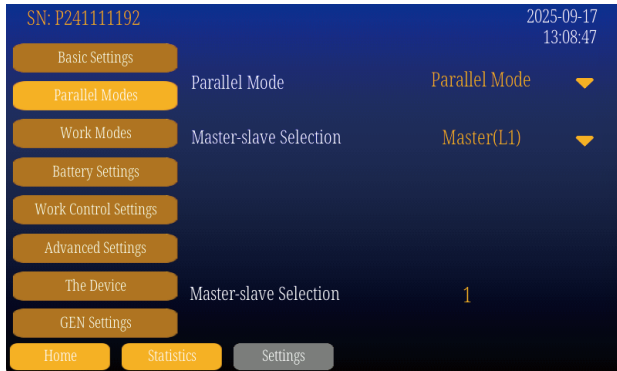 SN: P241111192
2025-09-17
13:08:47
Basic Settings
Parallel Modes
Work Modes
Battery Settings
Work Control Settings
Advanced Settings
The Device
GEN Settings
Parallel Mode Parallel Mode
Master-slave Selection Master(L1)
Master-slave Selection 1
Home Statistics Settings